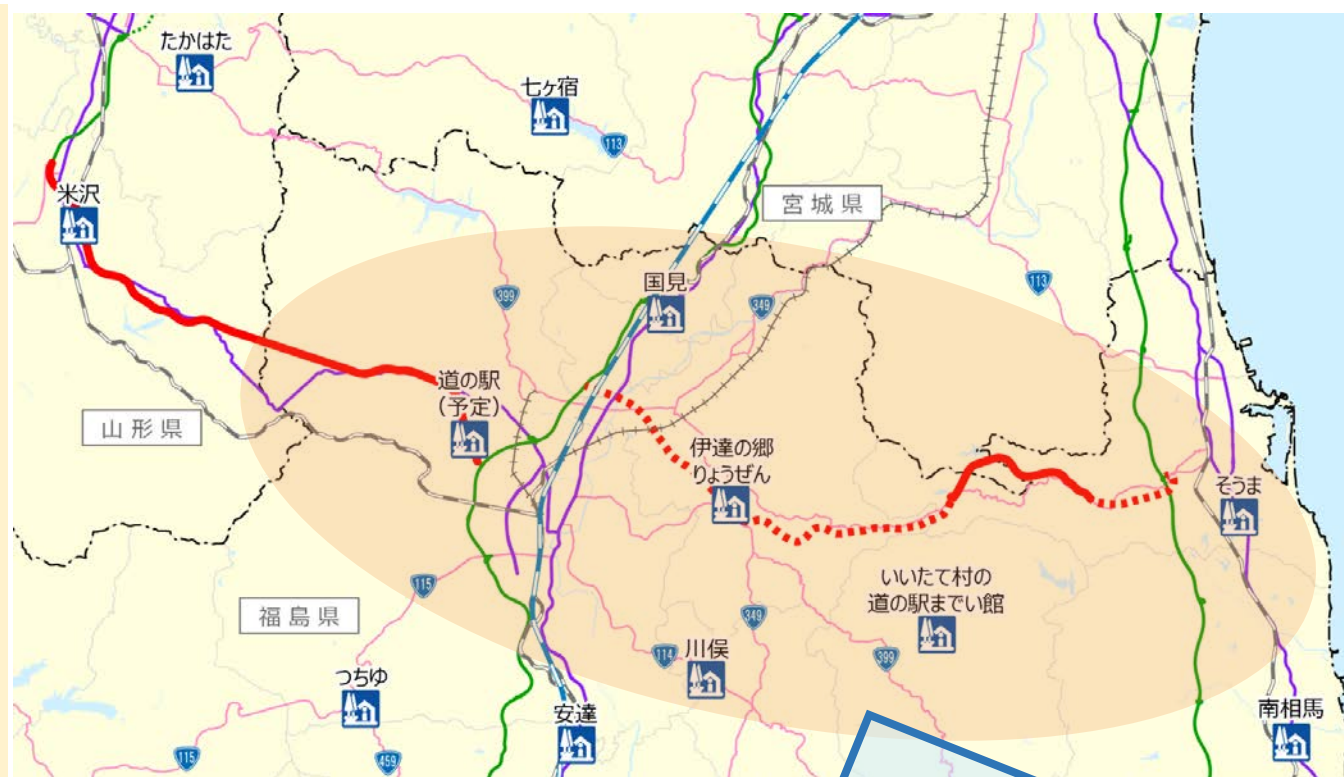 たかはた
七ヶ宿
113
米沢
宮城県
国見
399
349
113
道の駅
(予定)
山形県
伊達の郷
りょうぜん
そうま
いいたて村の
道の駅までい館
115
福島県
349
114
川俣
399
つちゆ
安達
南相馬
115
459